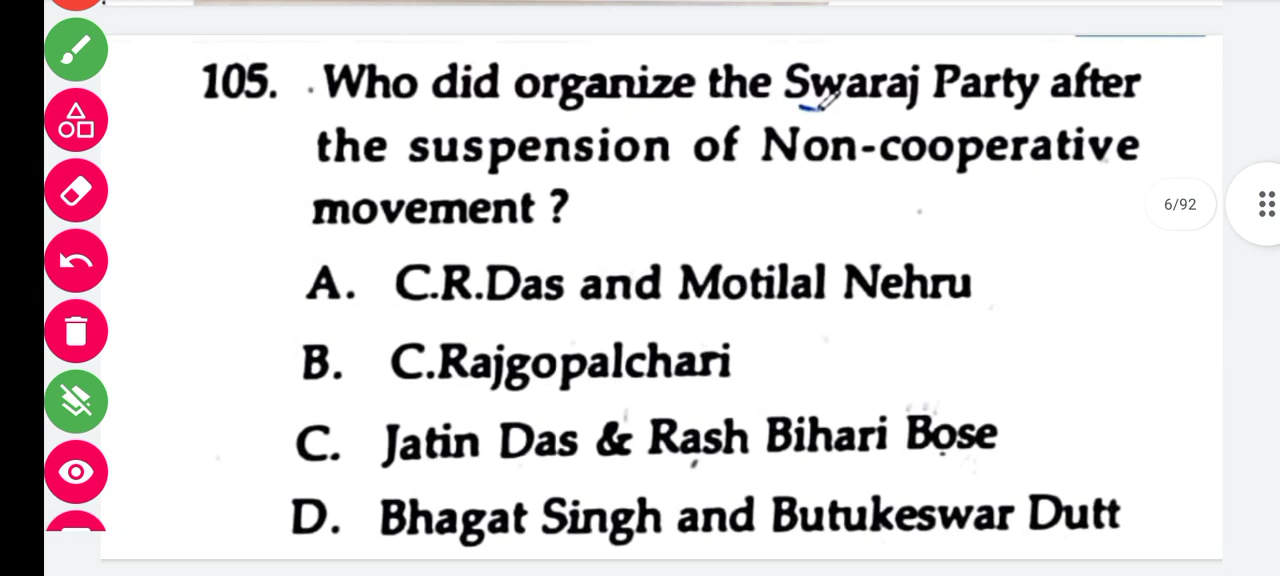 105. Who did organize the Swaraj Party after
the suspension of Non-cooperative
movement ?
6/92
A. C.R.Das and Motilal Nehru
B. C.Rajgopalchari
C. Jatin Das & Rash Bihari Bose
D. Bhagat Singh and Butukeswar Dutt